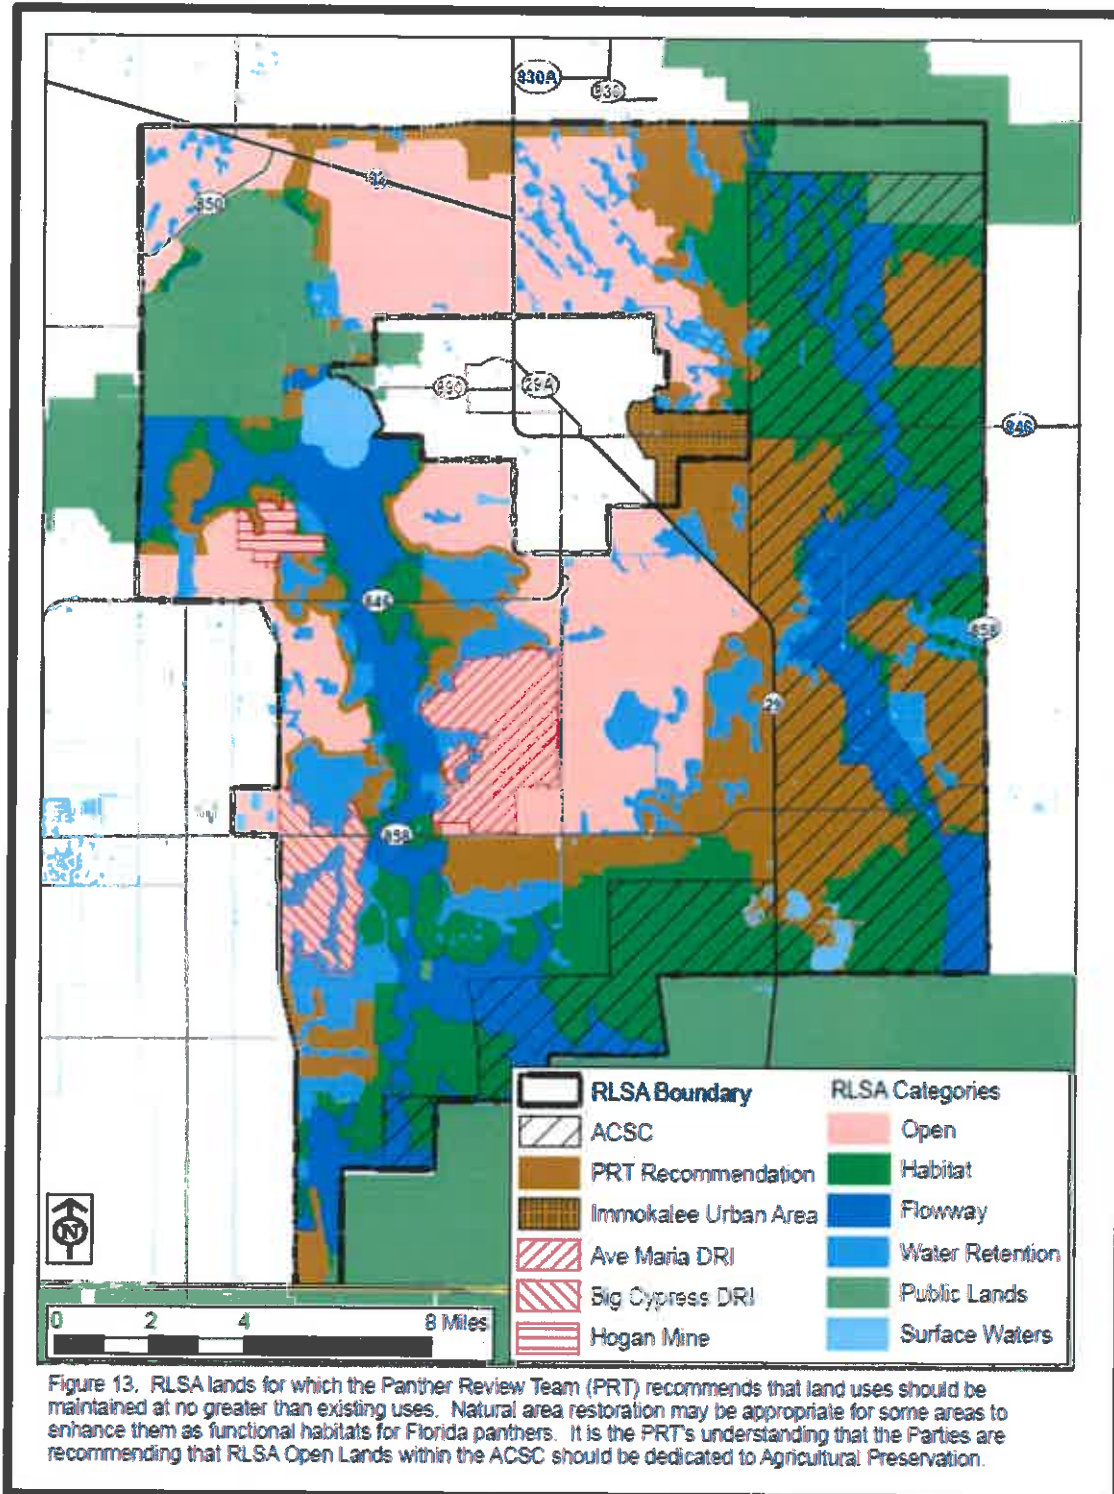 830A
830
82
850
890
29A
846
846
858
29
858
N
RLSA Boundary
ACSC
PRT Recommendation
Immokalee Urban Area
Ave Maria DRI
Big Cypress DRI
Hogan Mine
RLSA Categories
Open
Habitat
Flowway
Water Retention
Public Lands
Surface Waters
0 2 4 8 Miles
Figure 13. RLSA lands for which the Panther Review Team (PRT) recommends that land uses should be
maintained at no greater than existing uses. Natural area restoration may be appropriate for some areas to
enhance them as functional habitats for Florida panthers. It is the PRT's understanding that the Parties are
recommending that RLSA Open Lands within the ACSC should be dedicated to Agricultural Preservation.